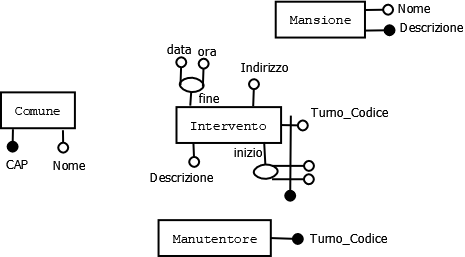 Nome
Mansione
Descrizione
data
ora
Indirizzo
fine
Comune
Turno_Codice
Intervento
inizio
CAP
Nome
Descrizione
Manutentore
Turno_Codice